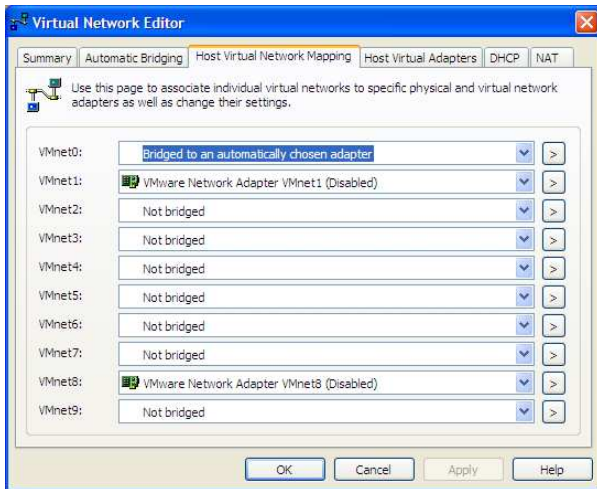 Virtual Network Editor
Summary Automatic Bridging Host Virtual Network Mapping Host Virtual Adapters DHCP NAT
Use this page to associate individual virtual networks to specific physical and virtual network
adapters as well as change their settings.
VMnet0: Bridged to an automatically chosen adapter >
VMnet1: VMware Network Adapter VMnet1 (Disabled) >
VMnet2: Not bridged >
VMnet3: Not bridged >
VMnet4: Not bridged >
VMnet5: Not bridged >
VMnet6: Not bridged >
VMnet7: Not bridged >
VMnet8: VMware Network Adapter VMnet8 (Disabled) >
VMnet9: Not bridged >
OK Cancel Apply Help